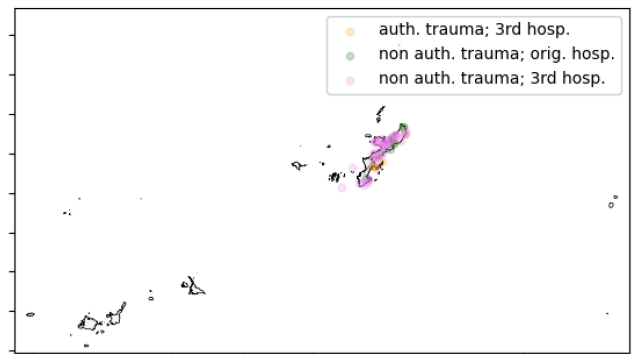 auth. trauma; 3rd hosp.
non auth. trauma; orig. hosp.
non auth. trauma; 3rd hosp.